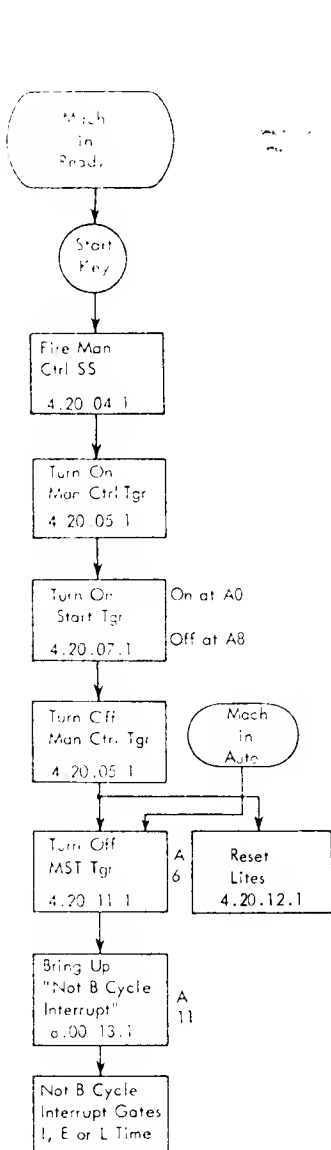 Mach
in
Ready
Start
Key
Fire Man
Ctrl SS
4.20 04 1
Turn On
Man Ctrl Tgr
4 20.05 1
Turn On
Start Tgr
4.20.07.1
On at A0
Off at A8
Turn Off
Man Ctr. Tgr
4.20.05 1
Mach
in
Auto
Turn Off
MST Tgr
4.20 11 1
A
6
Reset
Lites
4.20.12.1
Bring Up
"Not B Cycle
Interrupt"
.00 13.1
A
11
Not B Cycle
Interrupt Gates
I, E or L Time